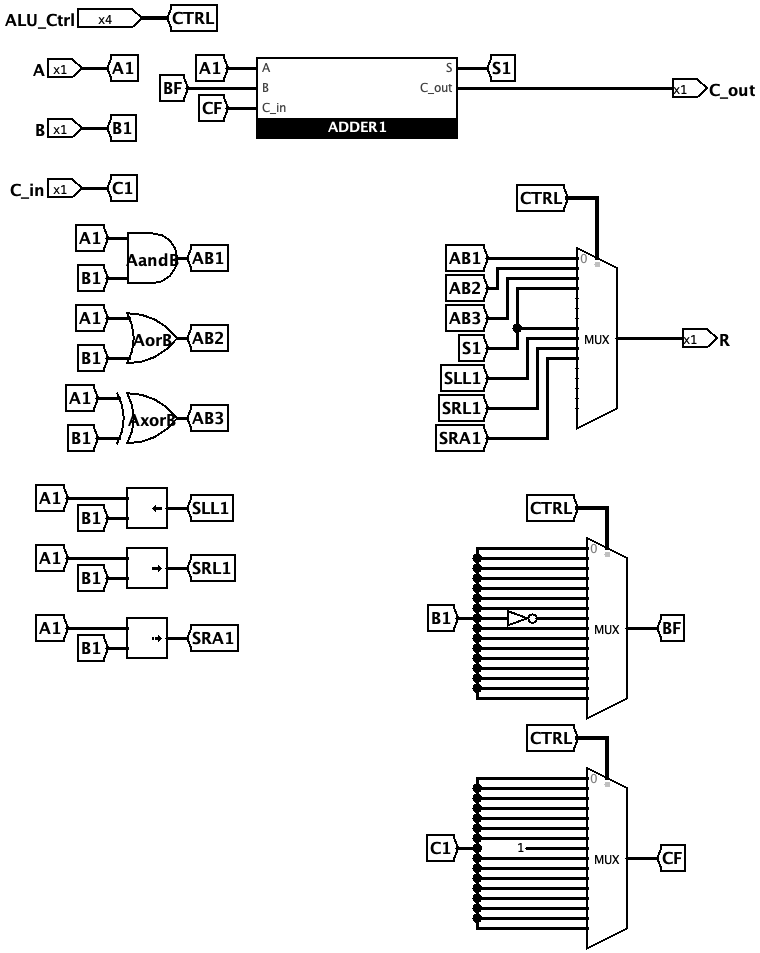 ALU_Ctrl x4 CTRL
A x1 A1
A1 A S S1
BF B C_out x1 C_out
CF C_in
ADDER1
B x1 B1
C_in x1 C1
CTRL
A1
AandB AB1
B1
A1
AorB AB2
B1
A1
AxorB AB3
B1
AB1 0
AB2
AB3
S1 MUX x1 R
SLL1
SRL1
SRA1
A1
B1 SLL1
A1
B1 SRL1
A1
B1 SRA1
CTRL
0
B1 MUX BF
CTRL
0
C1 1 MUX CF